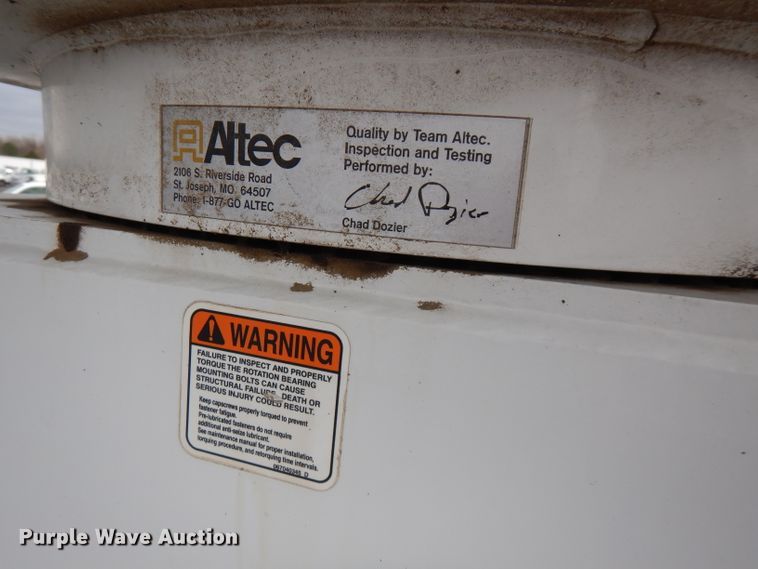 Altec
2106 S. Riverside Road
St. Joseph, MO. 64507
Phone: 1-877-GO ALTEC
Quality by Team Altec.
Inspection and Testing
Performed by:
Chad Dozier
Chad Dozier
WARNING
FAILURE TO INSPECT AND PROPERLY
TORQUE THE ROTATION BEARING
MOUNTING BOLTS CAN CAUSE
STRUCTURAL FAILURE. DEATH OR
SERIOUS INJURY COULD RESULT.
Keep capscrews properly torqued to prevent
fastener fatigue.
Pre-lubricated fasteners do not require
additional anti-seize lubricant.
See maintenance manual for proper installation,
torquing procedure, and retorquing time intervals.
Purple Wave Auction